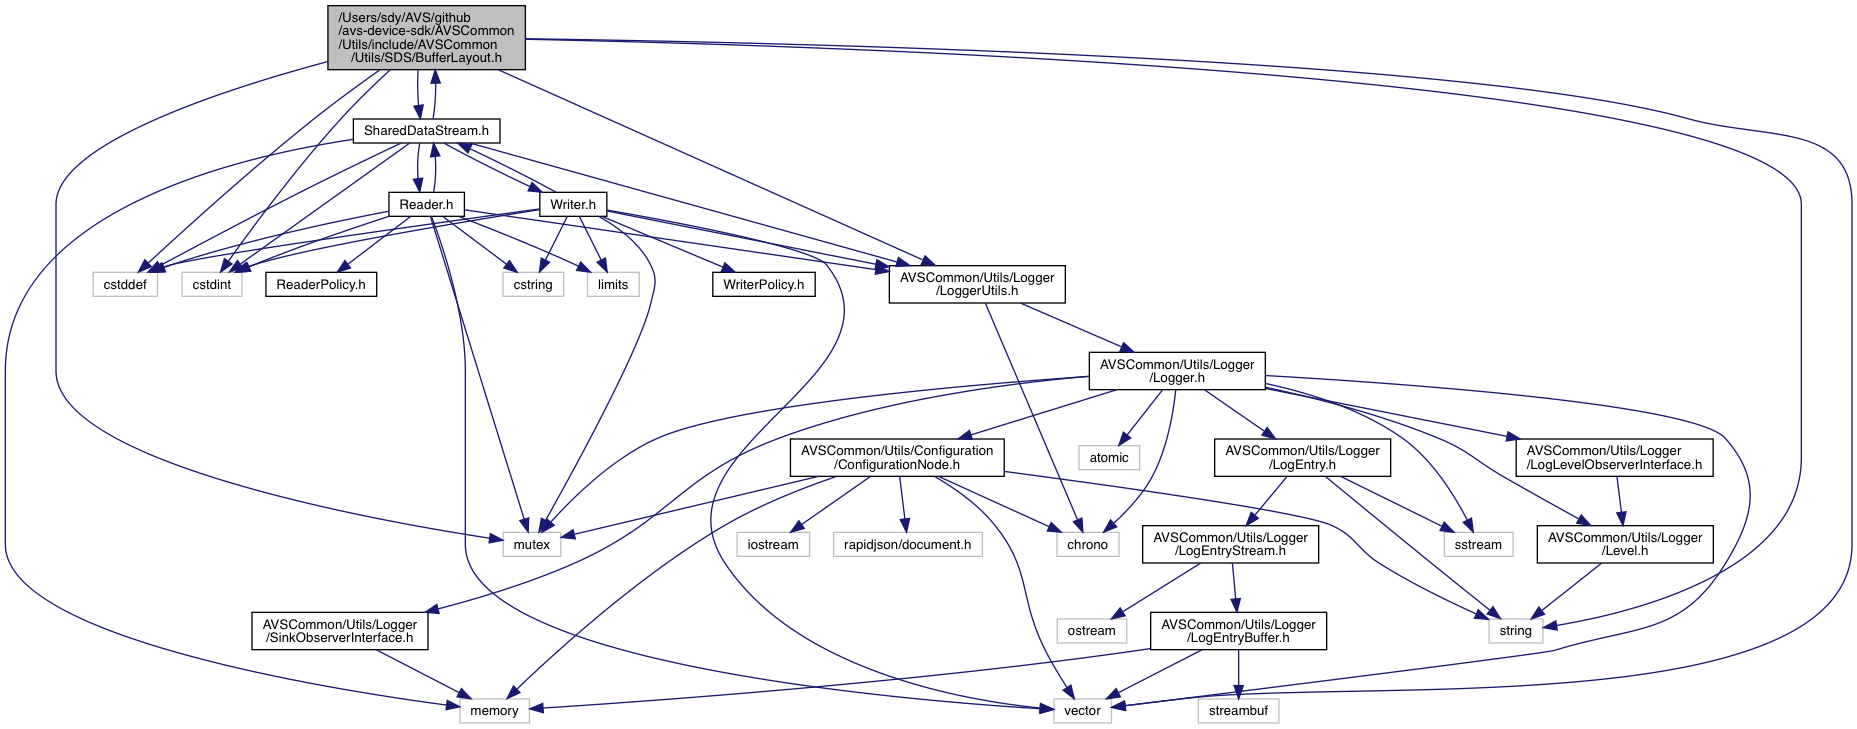 /Users/sdy/AVS/github
/avs-device-sdk/AVSCommon
/Utils/include/AVSCommon
/Utils/SDS/BufferLayout.h
SharedDataStream.h
Reader.h
Writer.h
cstddef
cstdint
ReaderPolicy.h
cstring
limits
WriterPolicy.h
AVSCommon/Utils/Logger
/LoggerUtils.h
AVSCommon/Utils/Logger
/Logger.h
AVSCommon/Utils/Configuration
/ConfigurationNode.h
atomic
AVSCommon/Utils/Logger
/LogEntry.h
AVSCommon/Utils/Logger
/LogLevelObserverInterface.h
mutex
iostream
rapidjson/document.h
chrono
AVSCommon/Utils/Logger
/LogEntryStream.h
sstream
AVSCommon/Utils/Logger
/Level.h
AVSCommon/Utils/Logger
/SinkObserverInterface.h
ostream
AVSCommon/Utils/Logger
/LogEntryBuffer.h
string
memory
vector
streambuf